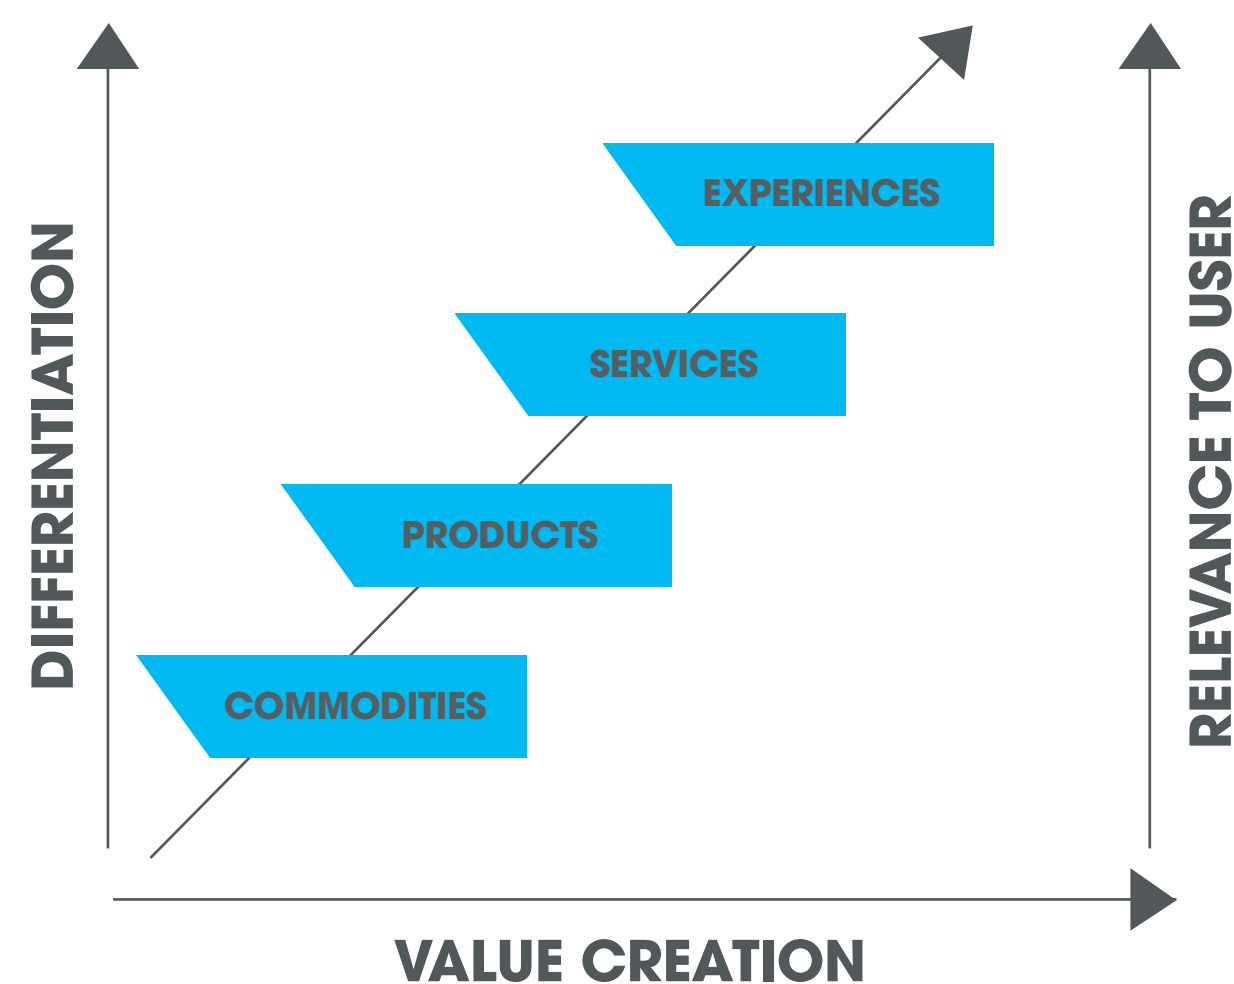 DIFFERENTIATION
EXPERIENCES
SERVICES
PRODUCTS
COMMODITIES
RELEVANCE TO USER
VALUE CREATION